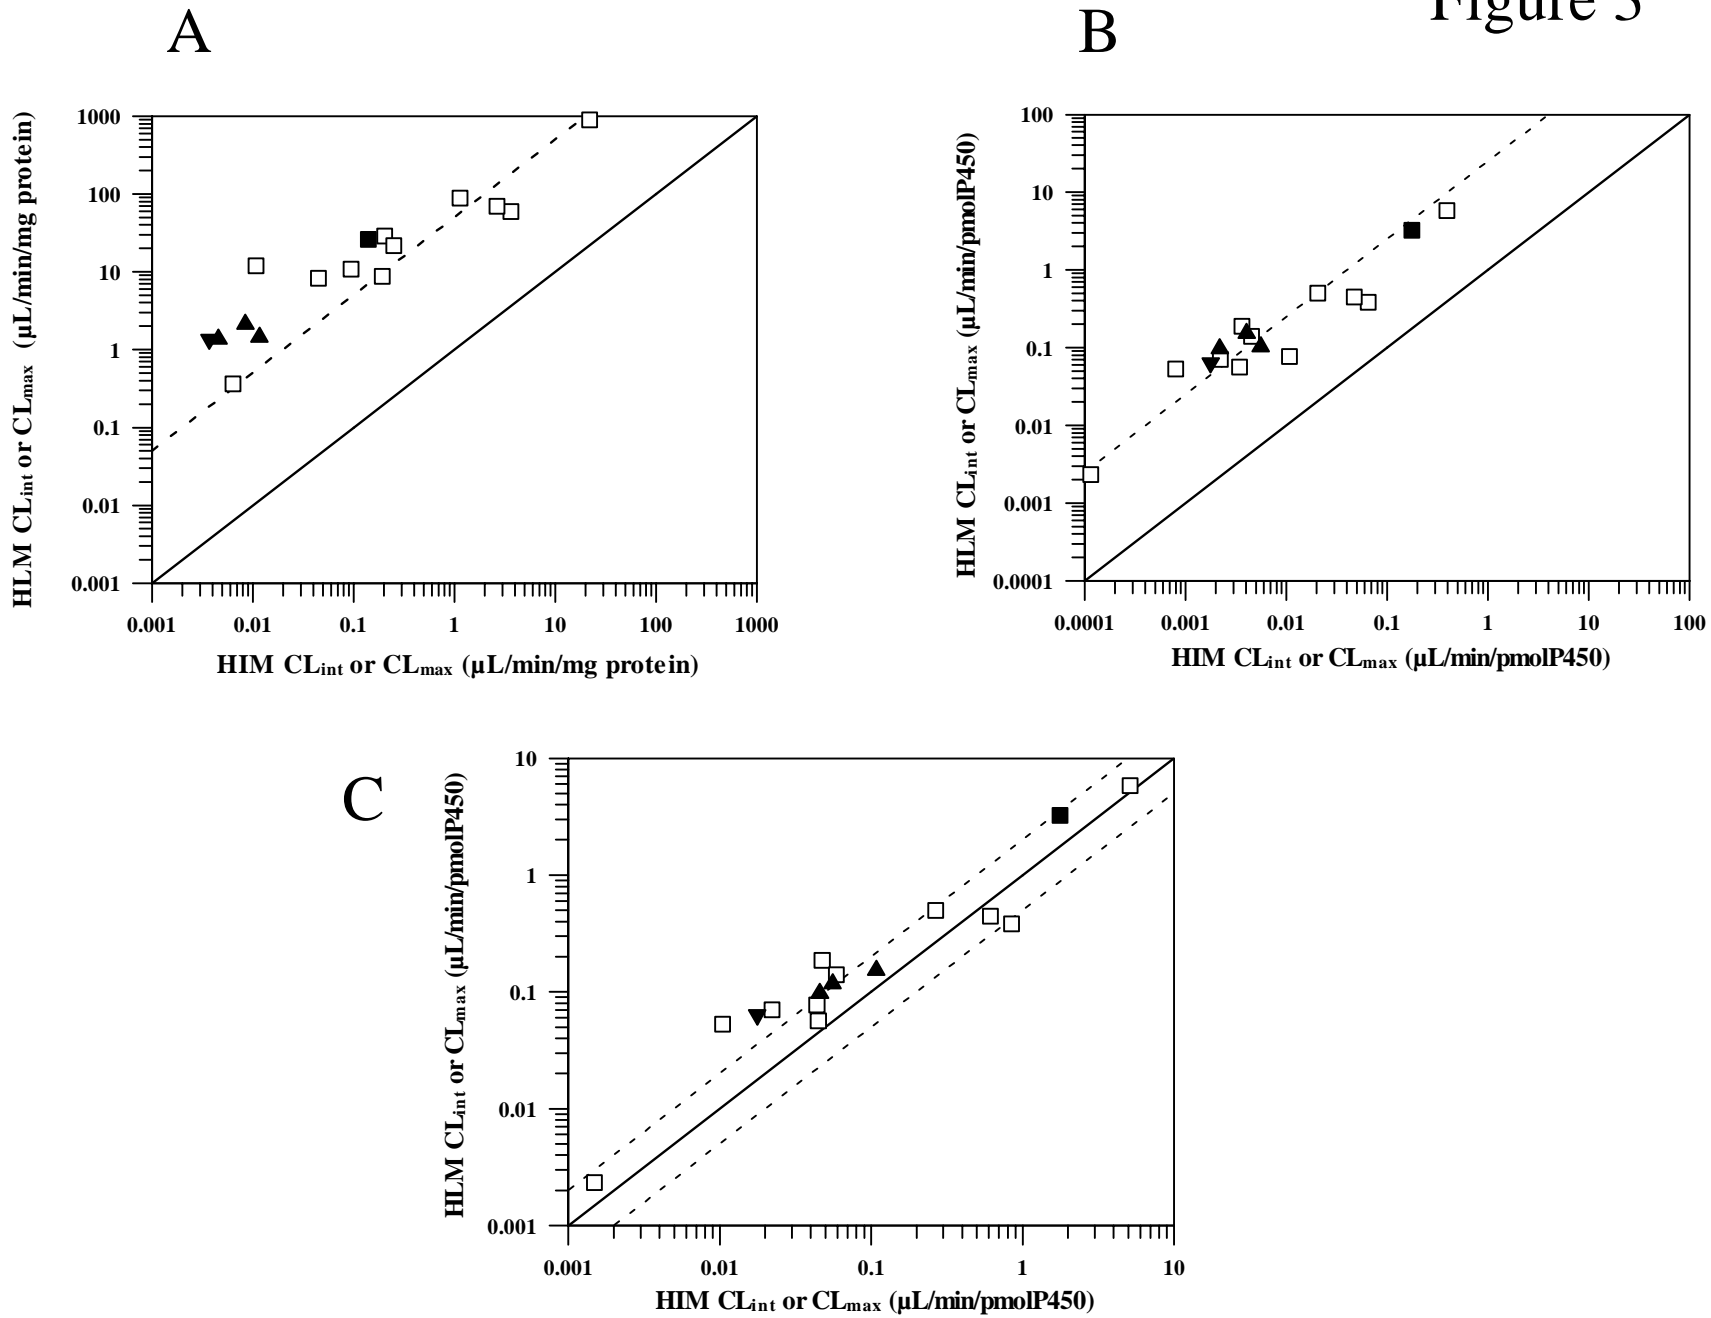 Figure 3
A
B
HLM CLint or CLmax (µL/min/mg protein)
1000
100
10
1
0.1
0.01
0.001
0.001 0.01 0.1 1 10 100 1000
HIM CLint or CLmax (µL/min/mg protein)
HLM CLint or CLmax (µL/min/pmolP450)
100
10
1
0.1
0.01
0.001
0.0001
0.0001 0.001 0.01 0.1 1 10 100
HIM CLint or CLmax (µL/min/pmolP450)
C
HLM CLint or CLmax (µL/min/pmolP450)
10
1
0.1
0.01
0.001
0.001 0.01 0.1 1 10
HIM CLint or CLmax (µL/min/pmolP450)